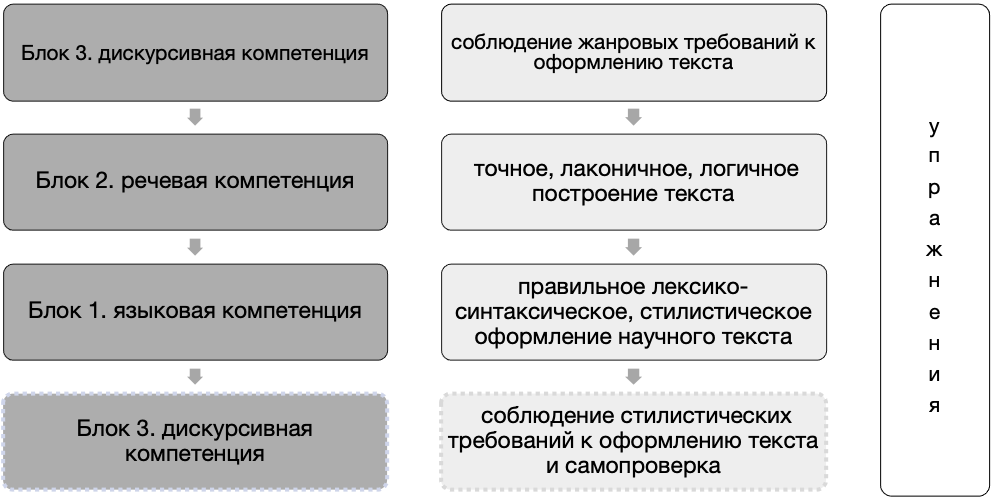 Блок 3. дискурсивная компетенция
соблюдение жанровых требований к
оформлению текста
Блок 2. речевая компетенция
точное, лаконичное, логичное
построение текста
Блок 1. языковая компетенция
правильное лексико-
синтаксическое, стилистическое
оформление научного текста
Блок 3. дискурсивная
компетенция
соблюдение стилистических
требований к оформлению текста
и самопроверка
у
п
р
а
ж
н
е
н
и
я